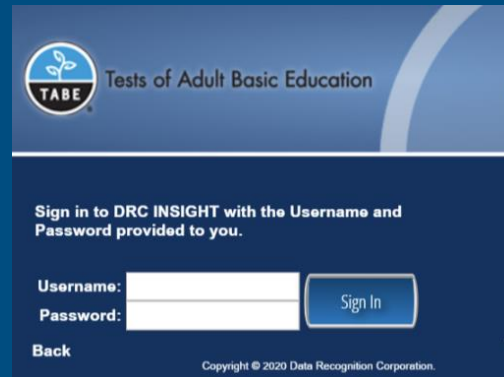 TABE
Tests of Adult Basic Education
Sign in to DRC INSIGHT with the Username and
Password provided to you.
Username:
Password:
Sign In
Back
Copyright © 2020 Data Recognition Corporation.